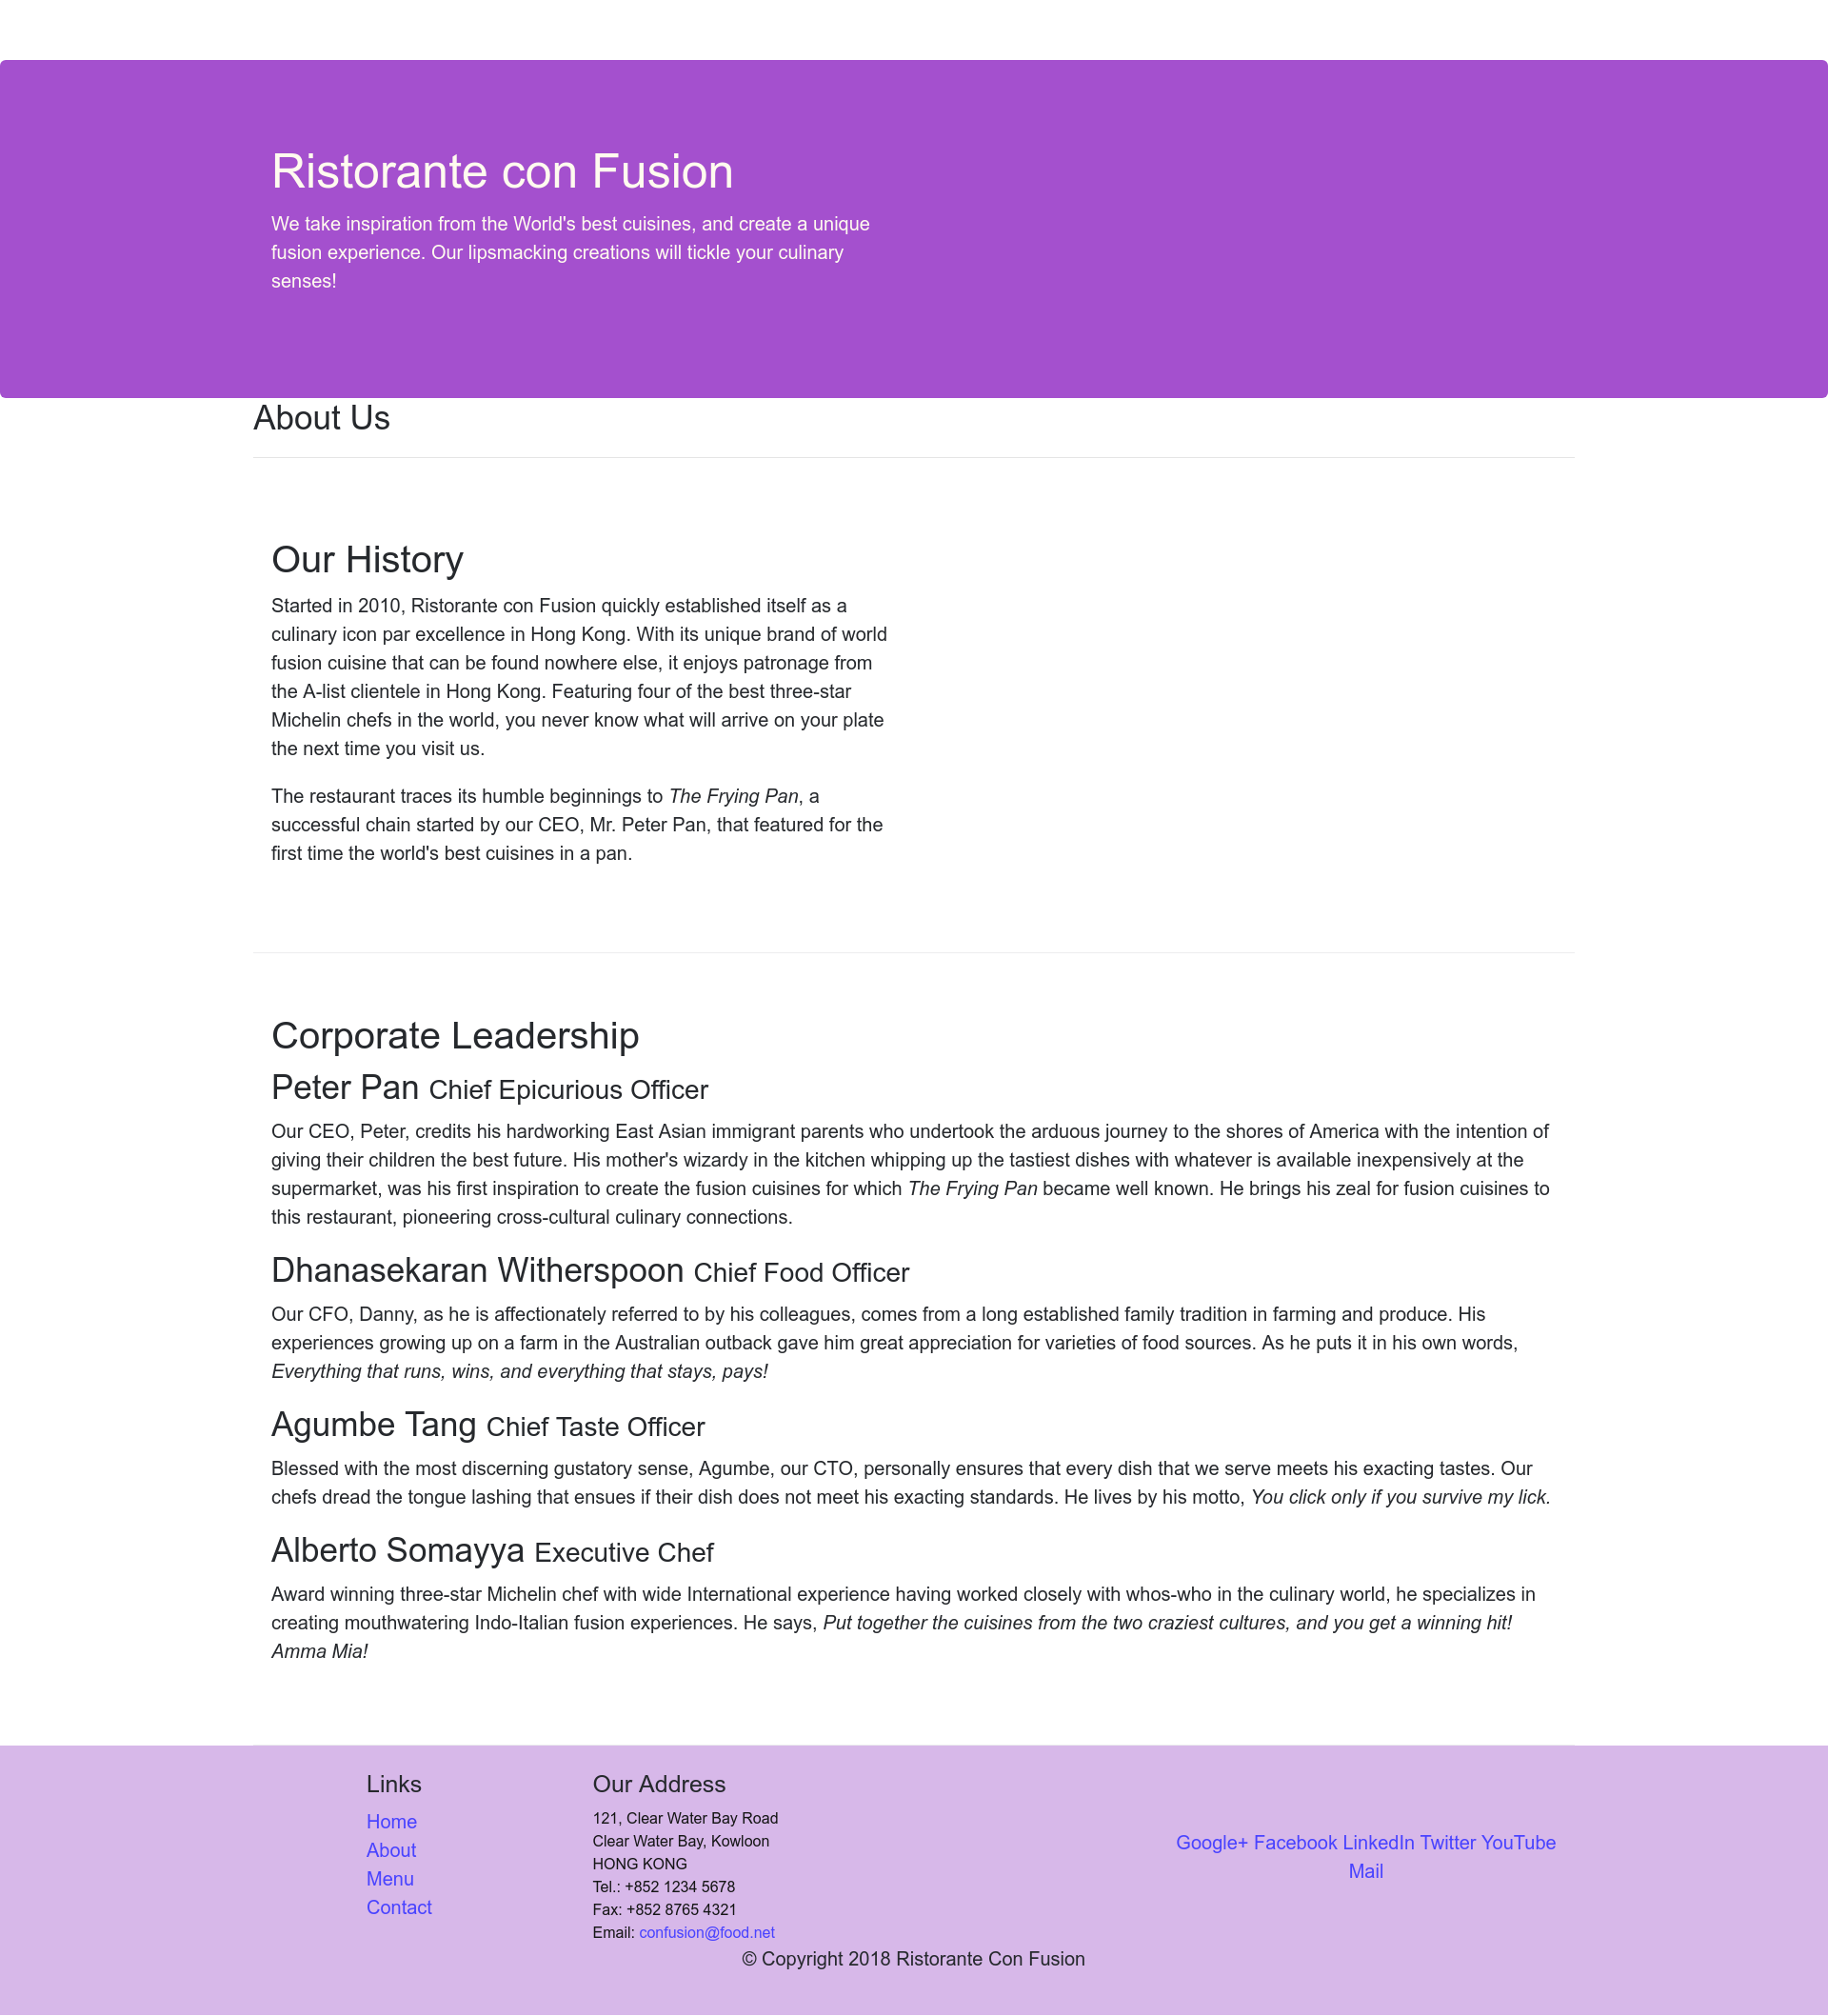 Ristorante con Fusion
We take inspiration from the World's best cuisines, and create a unique
fusion experience. Our lipsmacking creations will tickle your culinary
senses!
About Us
Our History
Started in 2010, Ristorante con Fusion quickly established itself as a
culinary icon par excellence in Hong Kong. With its unique brand of world
fusion cuisine that can be found nowhere else, it enjoys patronage from
the A-list clientele in Hong Kong. Featuring four of the best three-star
Michelin chefs in the world, you never know what will arrive on your plate
the next time you visit us.
The restaurant traces its humble beginnings to The Frying Pan, a
successful chain started by our CEO, Mr. Peter Pan, that featured for the
first time the world's best cuisines in a pan.
Corporate Leadership
Peter Pan Chief Epicurious Officer
Our CEO, Peter, credits his hardworking East Asian immigrant parents who undertook the arduous journey to the shores of America with the intention of
giving their children the best future. His mother's wizardy in the kitchen whipping up the tastiest dishes with whatever is available inexpensively at the
supermarket, was his first inspiration to create the fusion cuisines for which The Frying Pan became well known. He brings his zeal for fusion cuisines to
this restaurant, pioneering cross-cultural culinary connections.
Dhanasekaran Witherspoon Chief Food Officer
Our CFO, Danny, as he is affectionately referred to by his colleagues, comes from a long established family tradition in farming and produce. His
experiences growing up on a farm in the Australian outback gave him great appreciation for varieties of food sources. As he puts it in his own words,
Everything that runs, wins, and everything that stays, pays!
Agumbe Tang Chief Taste Officer
Blessed with the most discerning gustatory sense, Agumbe, our CTO, personally ensures that every dish that we serve meets his exacting tastes. Our
chefs dread the tongue lashing that ensues if their dish does not meet his exacting standards. He lives by his motto, You click only if you survive my lick.
Alberto Somayya Executive Chef
Award winning three-star Michelin chef with wide International experience having worked closely with whos-who in the culinary world, he specializes in
creating mouthwatering Indo-Italian fusion experiences. He says, Put together the cuisines from the two craziest cultures, and you get a winning hit!
Amma Mia!
Links
Home
About
Menu
Contact
Our Address
121, Clear Water Bay Road
Clear Water Bay, Kowloon
HONG KONG
Tel.: +852 1234 5678
Fax: +852 8765 4321
Email: confusion@food.net
Google+ Facebook LinkedIn Twitter YouTube
Mail
© Copyright 2018 Ristorante Con Fusion